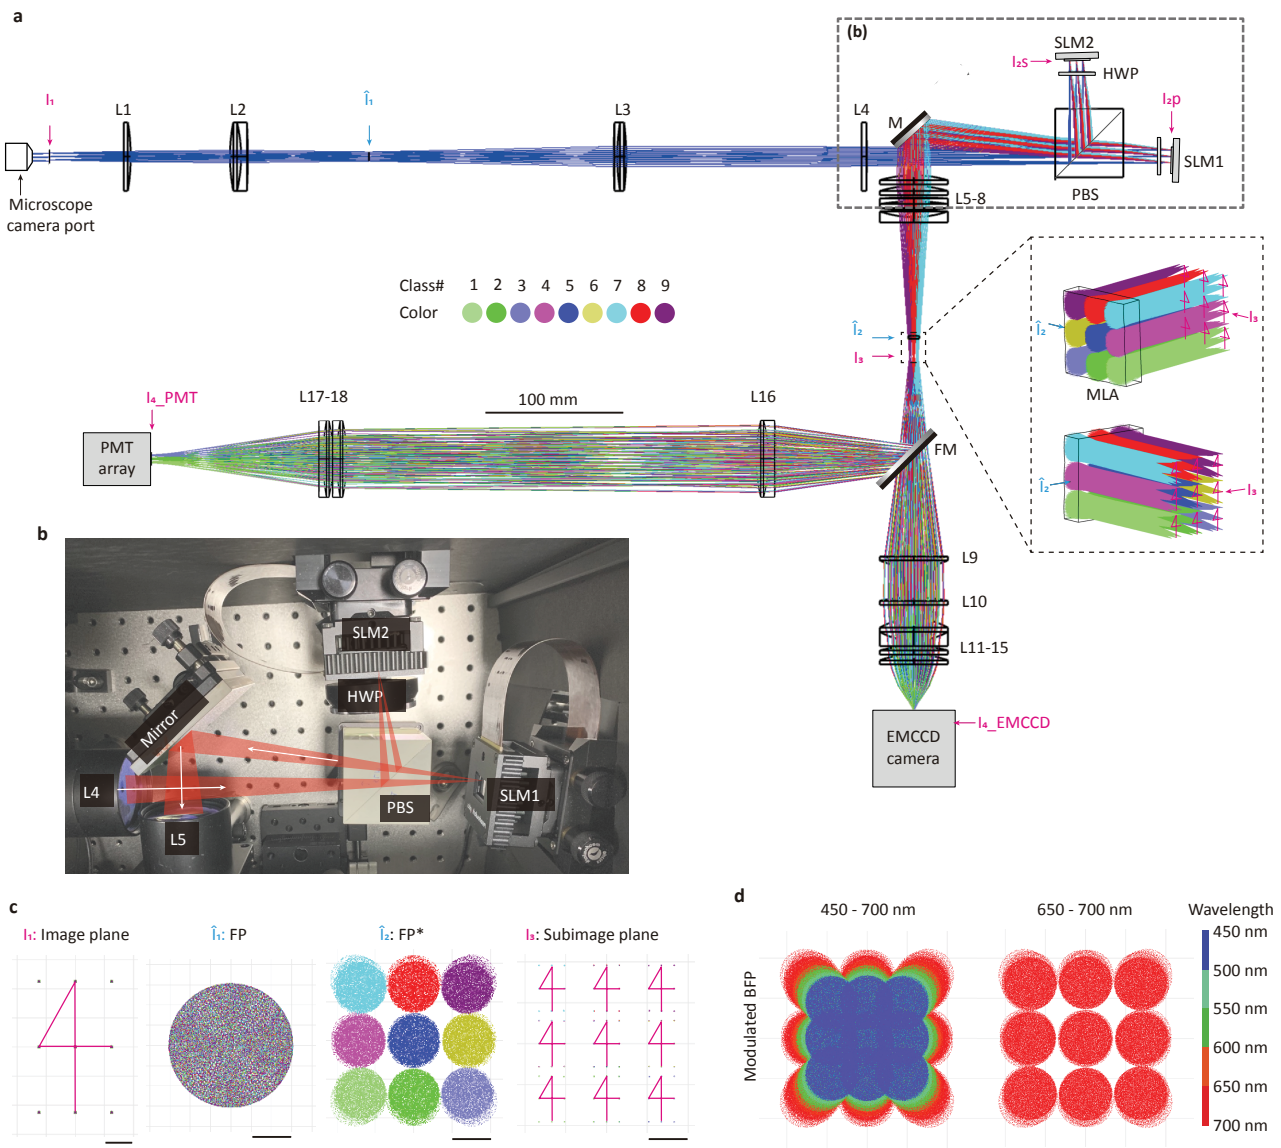 a
(b)
SLM2
I₂s
HWP
I₂p
I₁
L1
L2
Î₁
L3
L4
M
SLM1
PBS
Microscope
camera port
L5-8
Class# 1 2 3 4 5 6 7 8 9
Color
Î₂
I₃
Î₂
I₃
MLA
Î₂
I₃
I₄_PMT
L17-18
100 mm
L16
PMT
array
FM
L9
L10
L11-15
I₄_EMCCD
EMCCD
camera
b
SLM2
HWP
Mirror
L4
L5
PBS
SLM1
c
I₁: Image plane
Î₁: FP
Î₂: FP*
I₃: Subimage plane
d
450 - 700 nm
650 - 700 nm
Wavelength
Modulated BFP
450 nm
500 nm
550 nm
600 nm
650 nm
700 nm